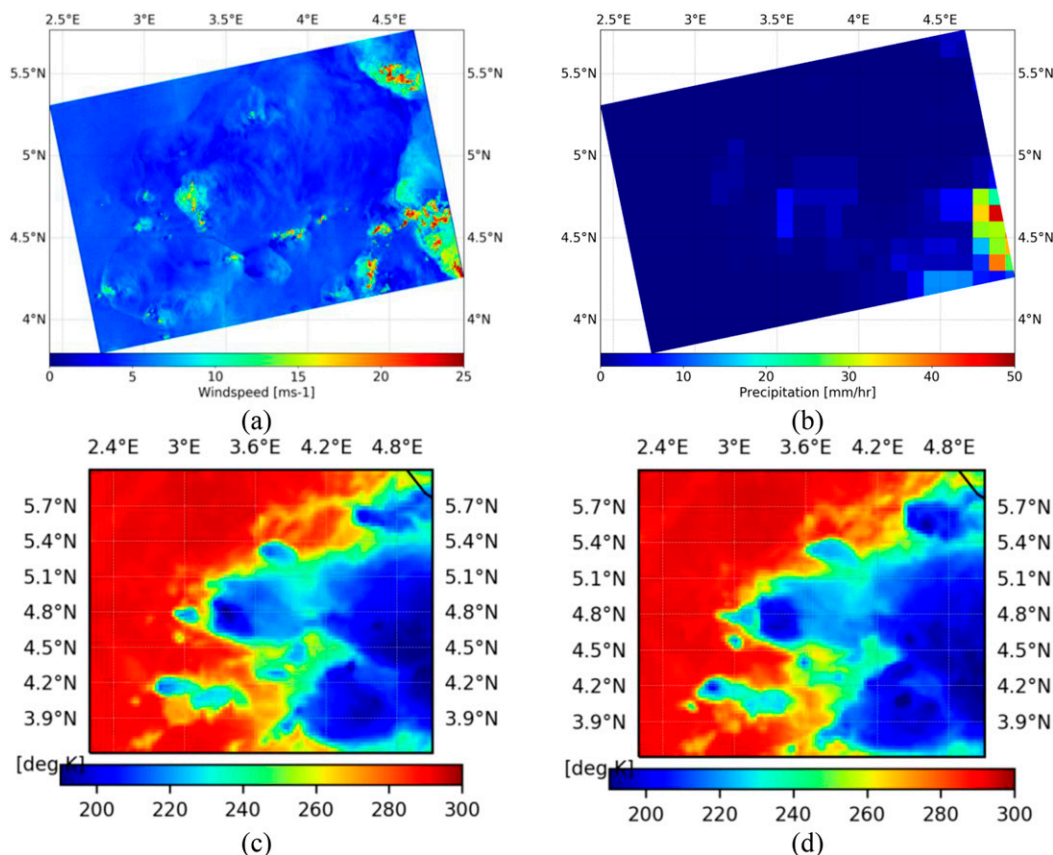 2.5°E 3°E 3.5°E 4°E 4.5°E
5.5°N 5.5°N
5°N 5°N
4.5°N 4.5°N
4°N 4°N
0 5 10 15 20 25
Windspeed [ms-1]
(a)
2.5°E 3°E 3.5°E 4°E 4.5°E
5.5°N 5.5°N
5°N 5°N
4.5°N 4.5°N
4°N 4°N
0 10 20 30 40 50
Precipitation [mm/hr]
(b)
2.4°E 3°E 3.6°E 4.2°E 4.8°E
5.7°N 5.7°N
5.4°N 5.4°N
5.1°N 5.1°N
4.8°N 4.8°N
4.5°N 4.5°N
4.2°N 4.2°N
3.9°N 3.9°N
[deg K]
200 220 240 260 280 300
(c)
2.4°E 3°E 3.6°E 4.2°E 4.8°E
5.7°N 5.7°N
5.4°N 5.4°N
5.1°N 5.1°N
4.8°N 4.8°N
4.5°N 4.5°N
4.2°N 4.2°N
3.9°N 3.9°N
[deg K]
200 220 240 260 280 300
(d)